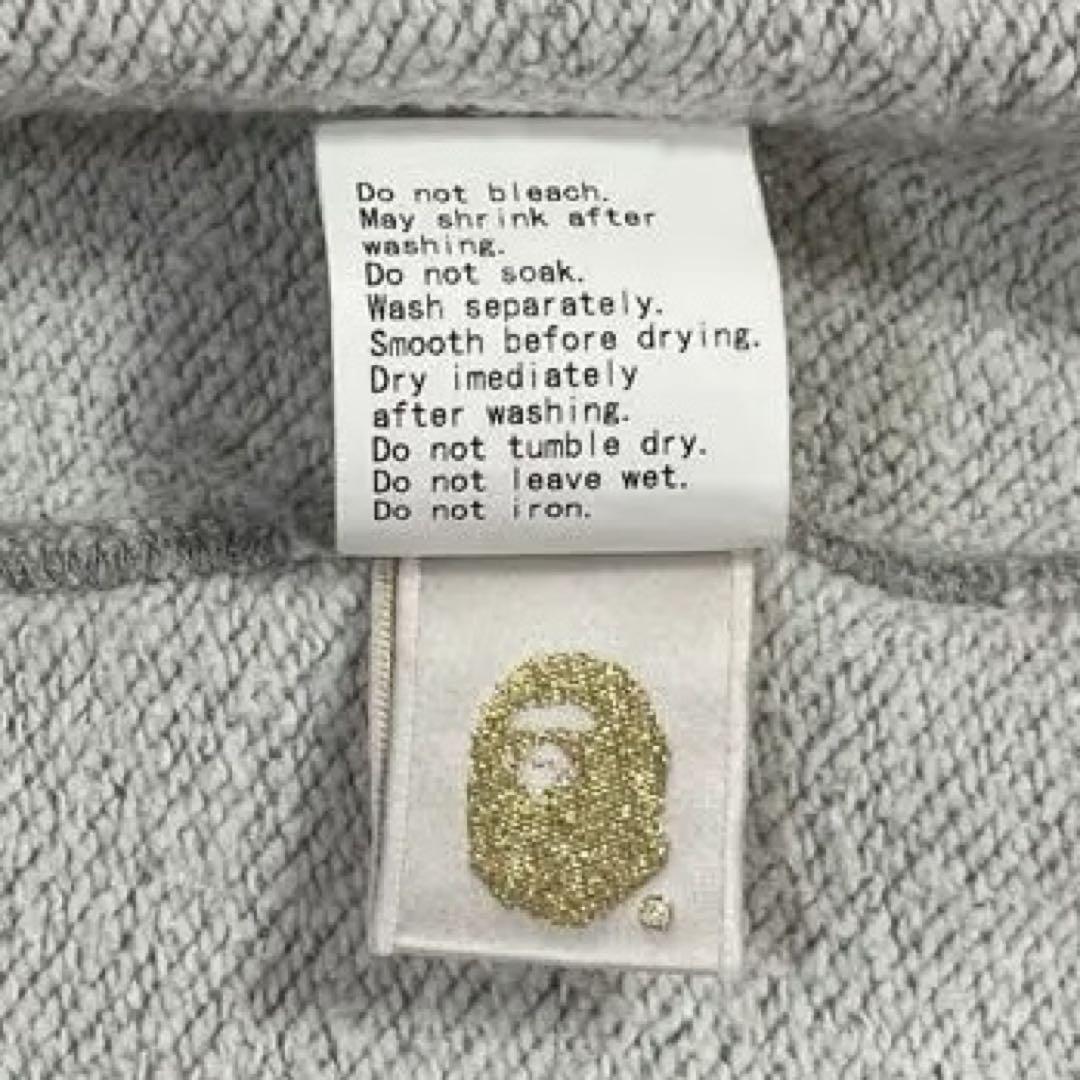 Do not bleach.
May shrink after
washing.
Do not soak.
Wash separately.
Smooth before drying.
Dry imediately
after washing.
Do not tumble dry.
Do not leave wet.
Do not iron.
®